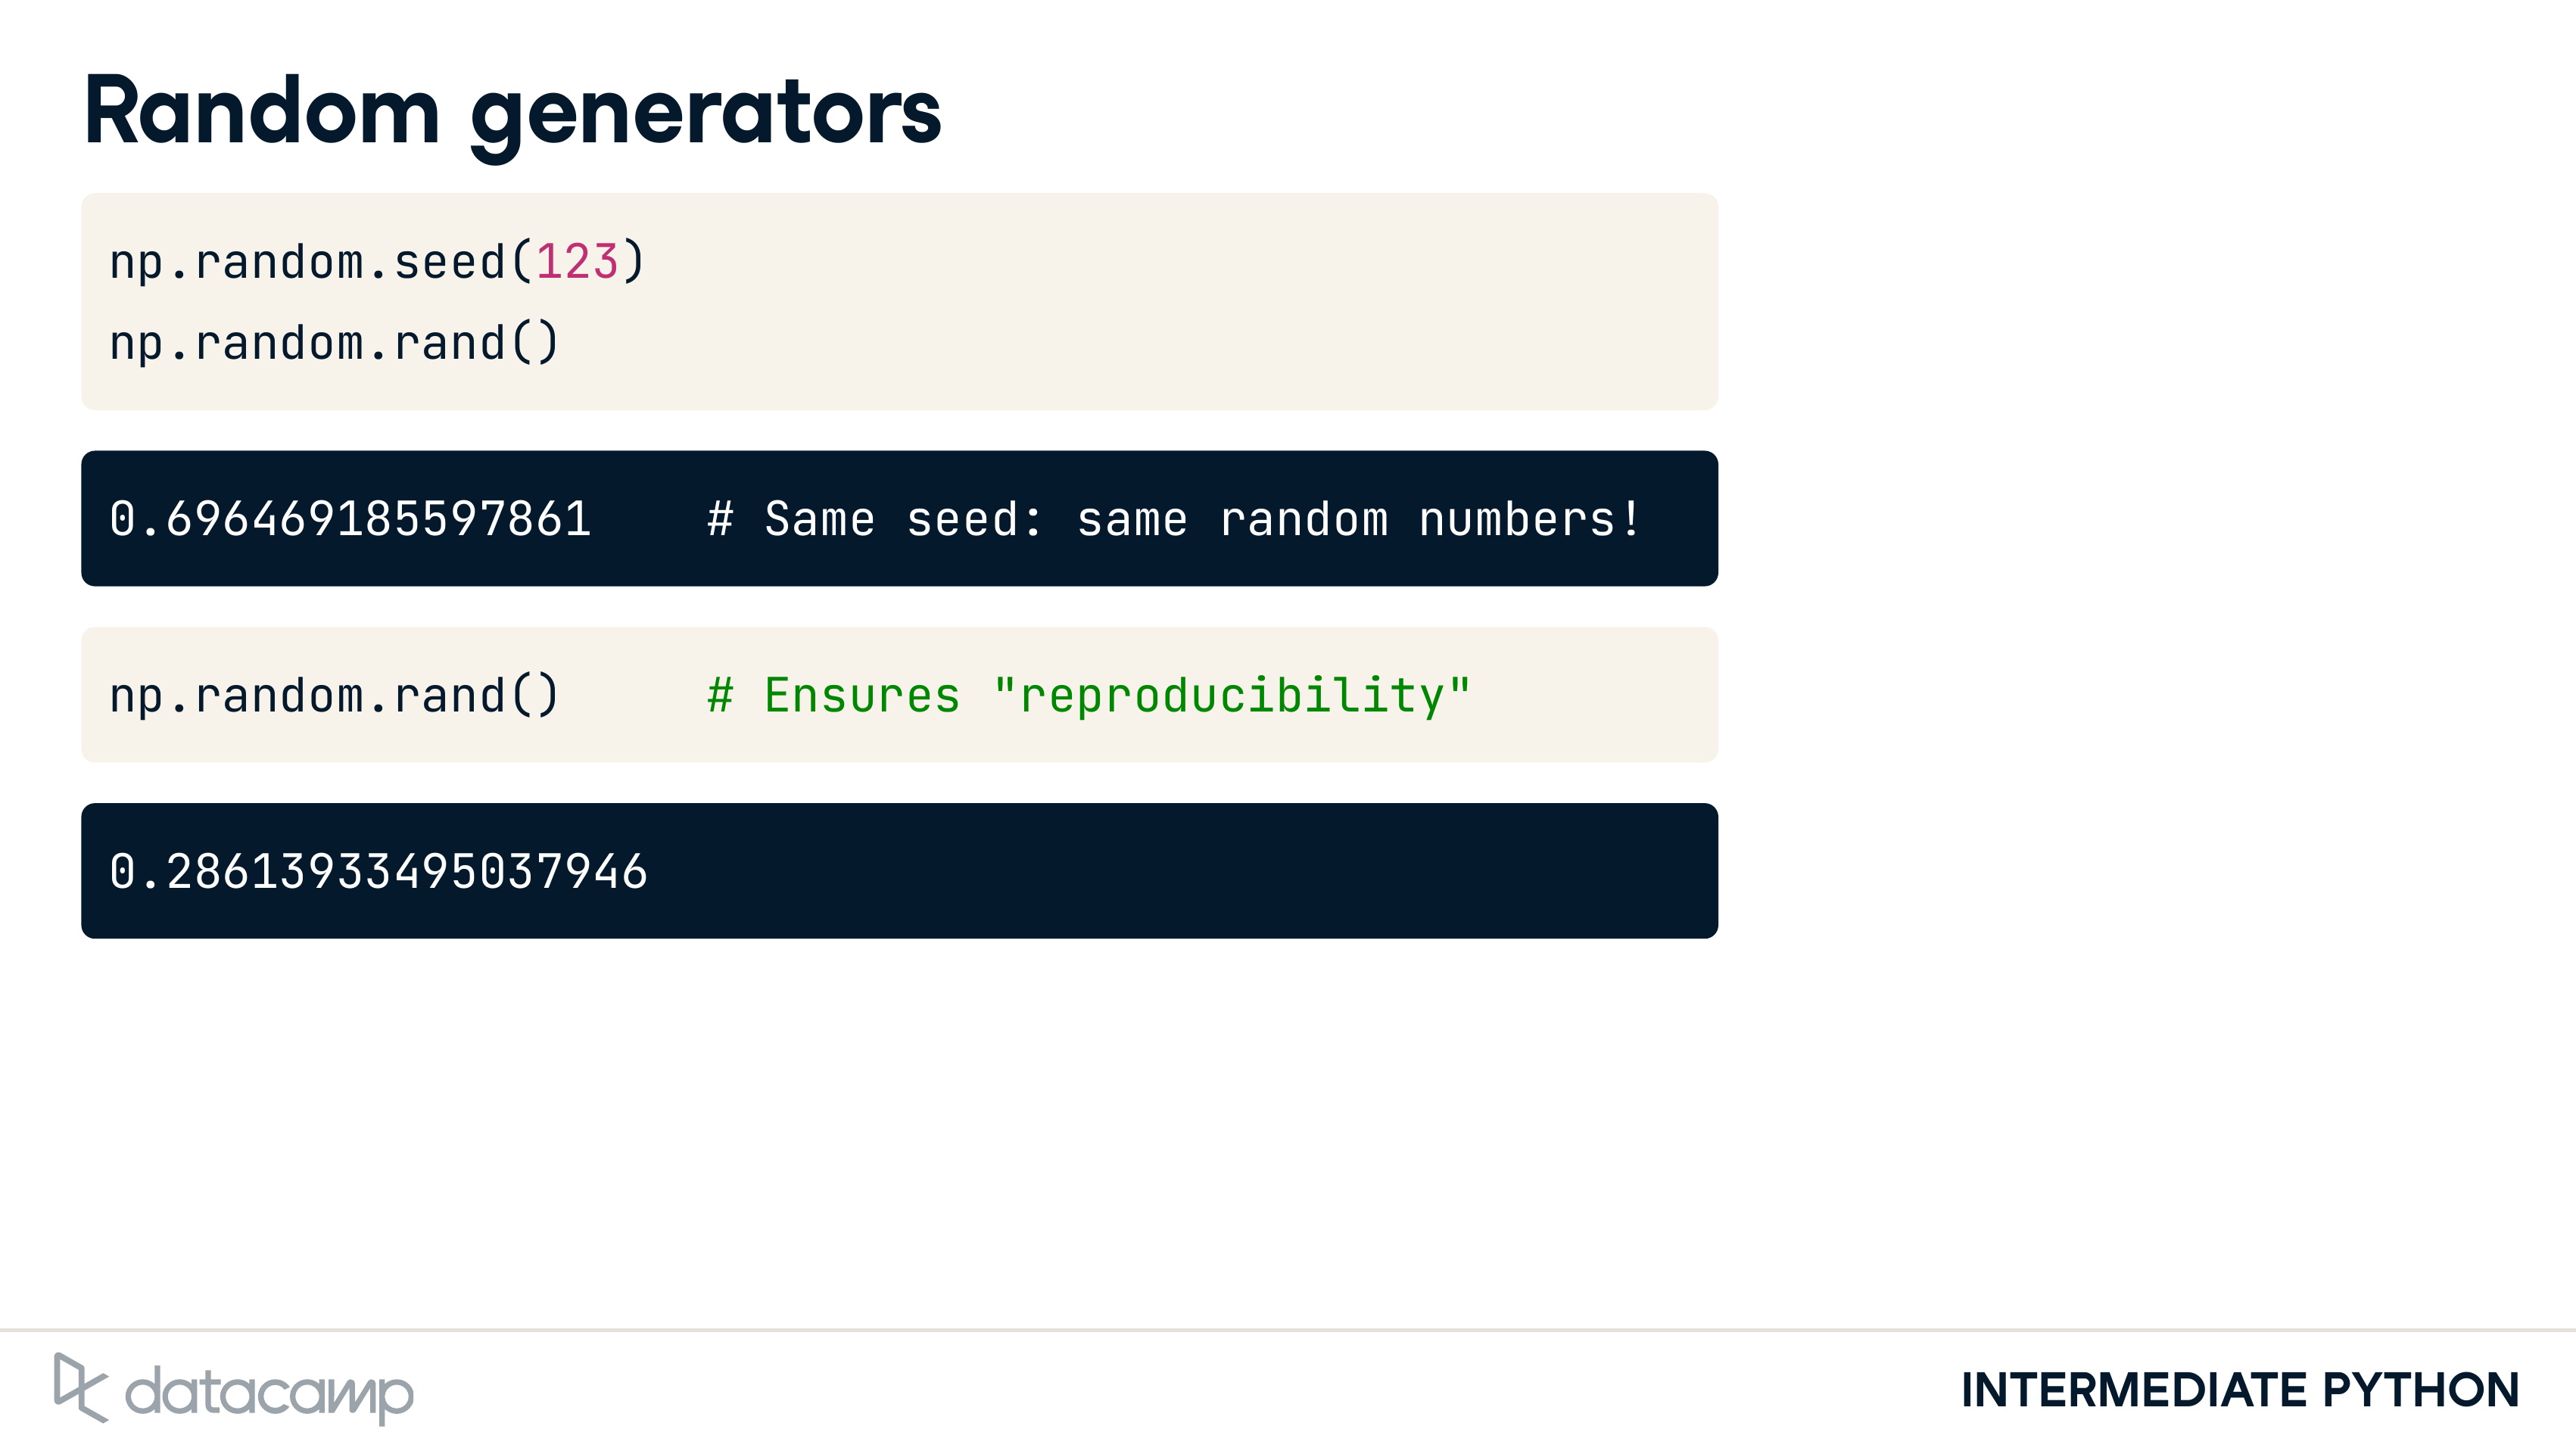 Random generators
np.random.seed(123)
np.random.rand()
0.696469185597861    # Same seed: same random numbers!
np.random.rand()     # Ensures "reproducibility"
0.28613933495037946
datacamp
INTERMEDIATE PYTHON